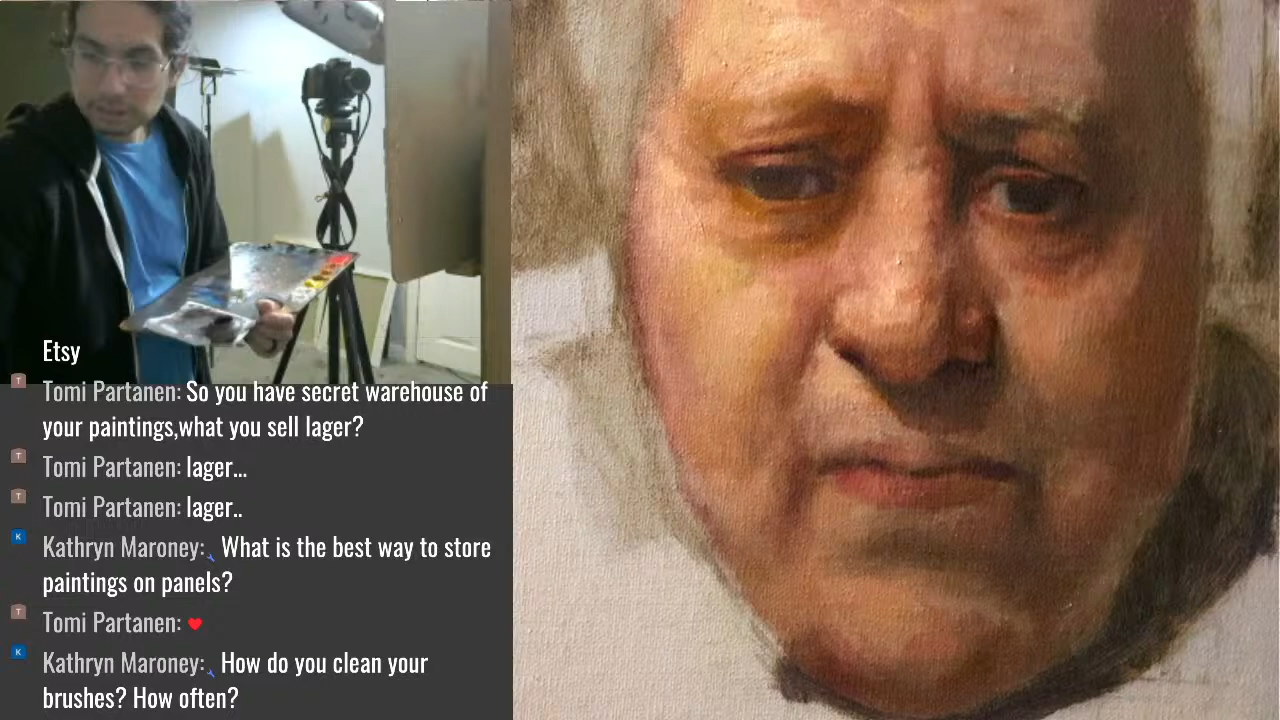 Etsy
Tomi Partanen: So you have secret warehouse of
your paintings,what you sell lager?
Tomi Partanen: lager...
Tomi Partanen: lager..
Kathryn Maroney: What is the best way to store
paintings on panels?
Tomi Partanen: ❤
Kathryn Maroney: How do you clean your
brushes? How often?